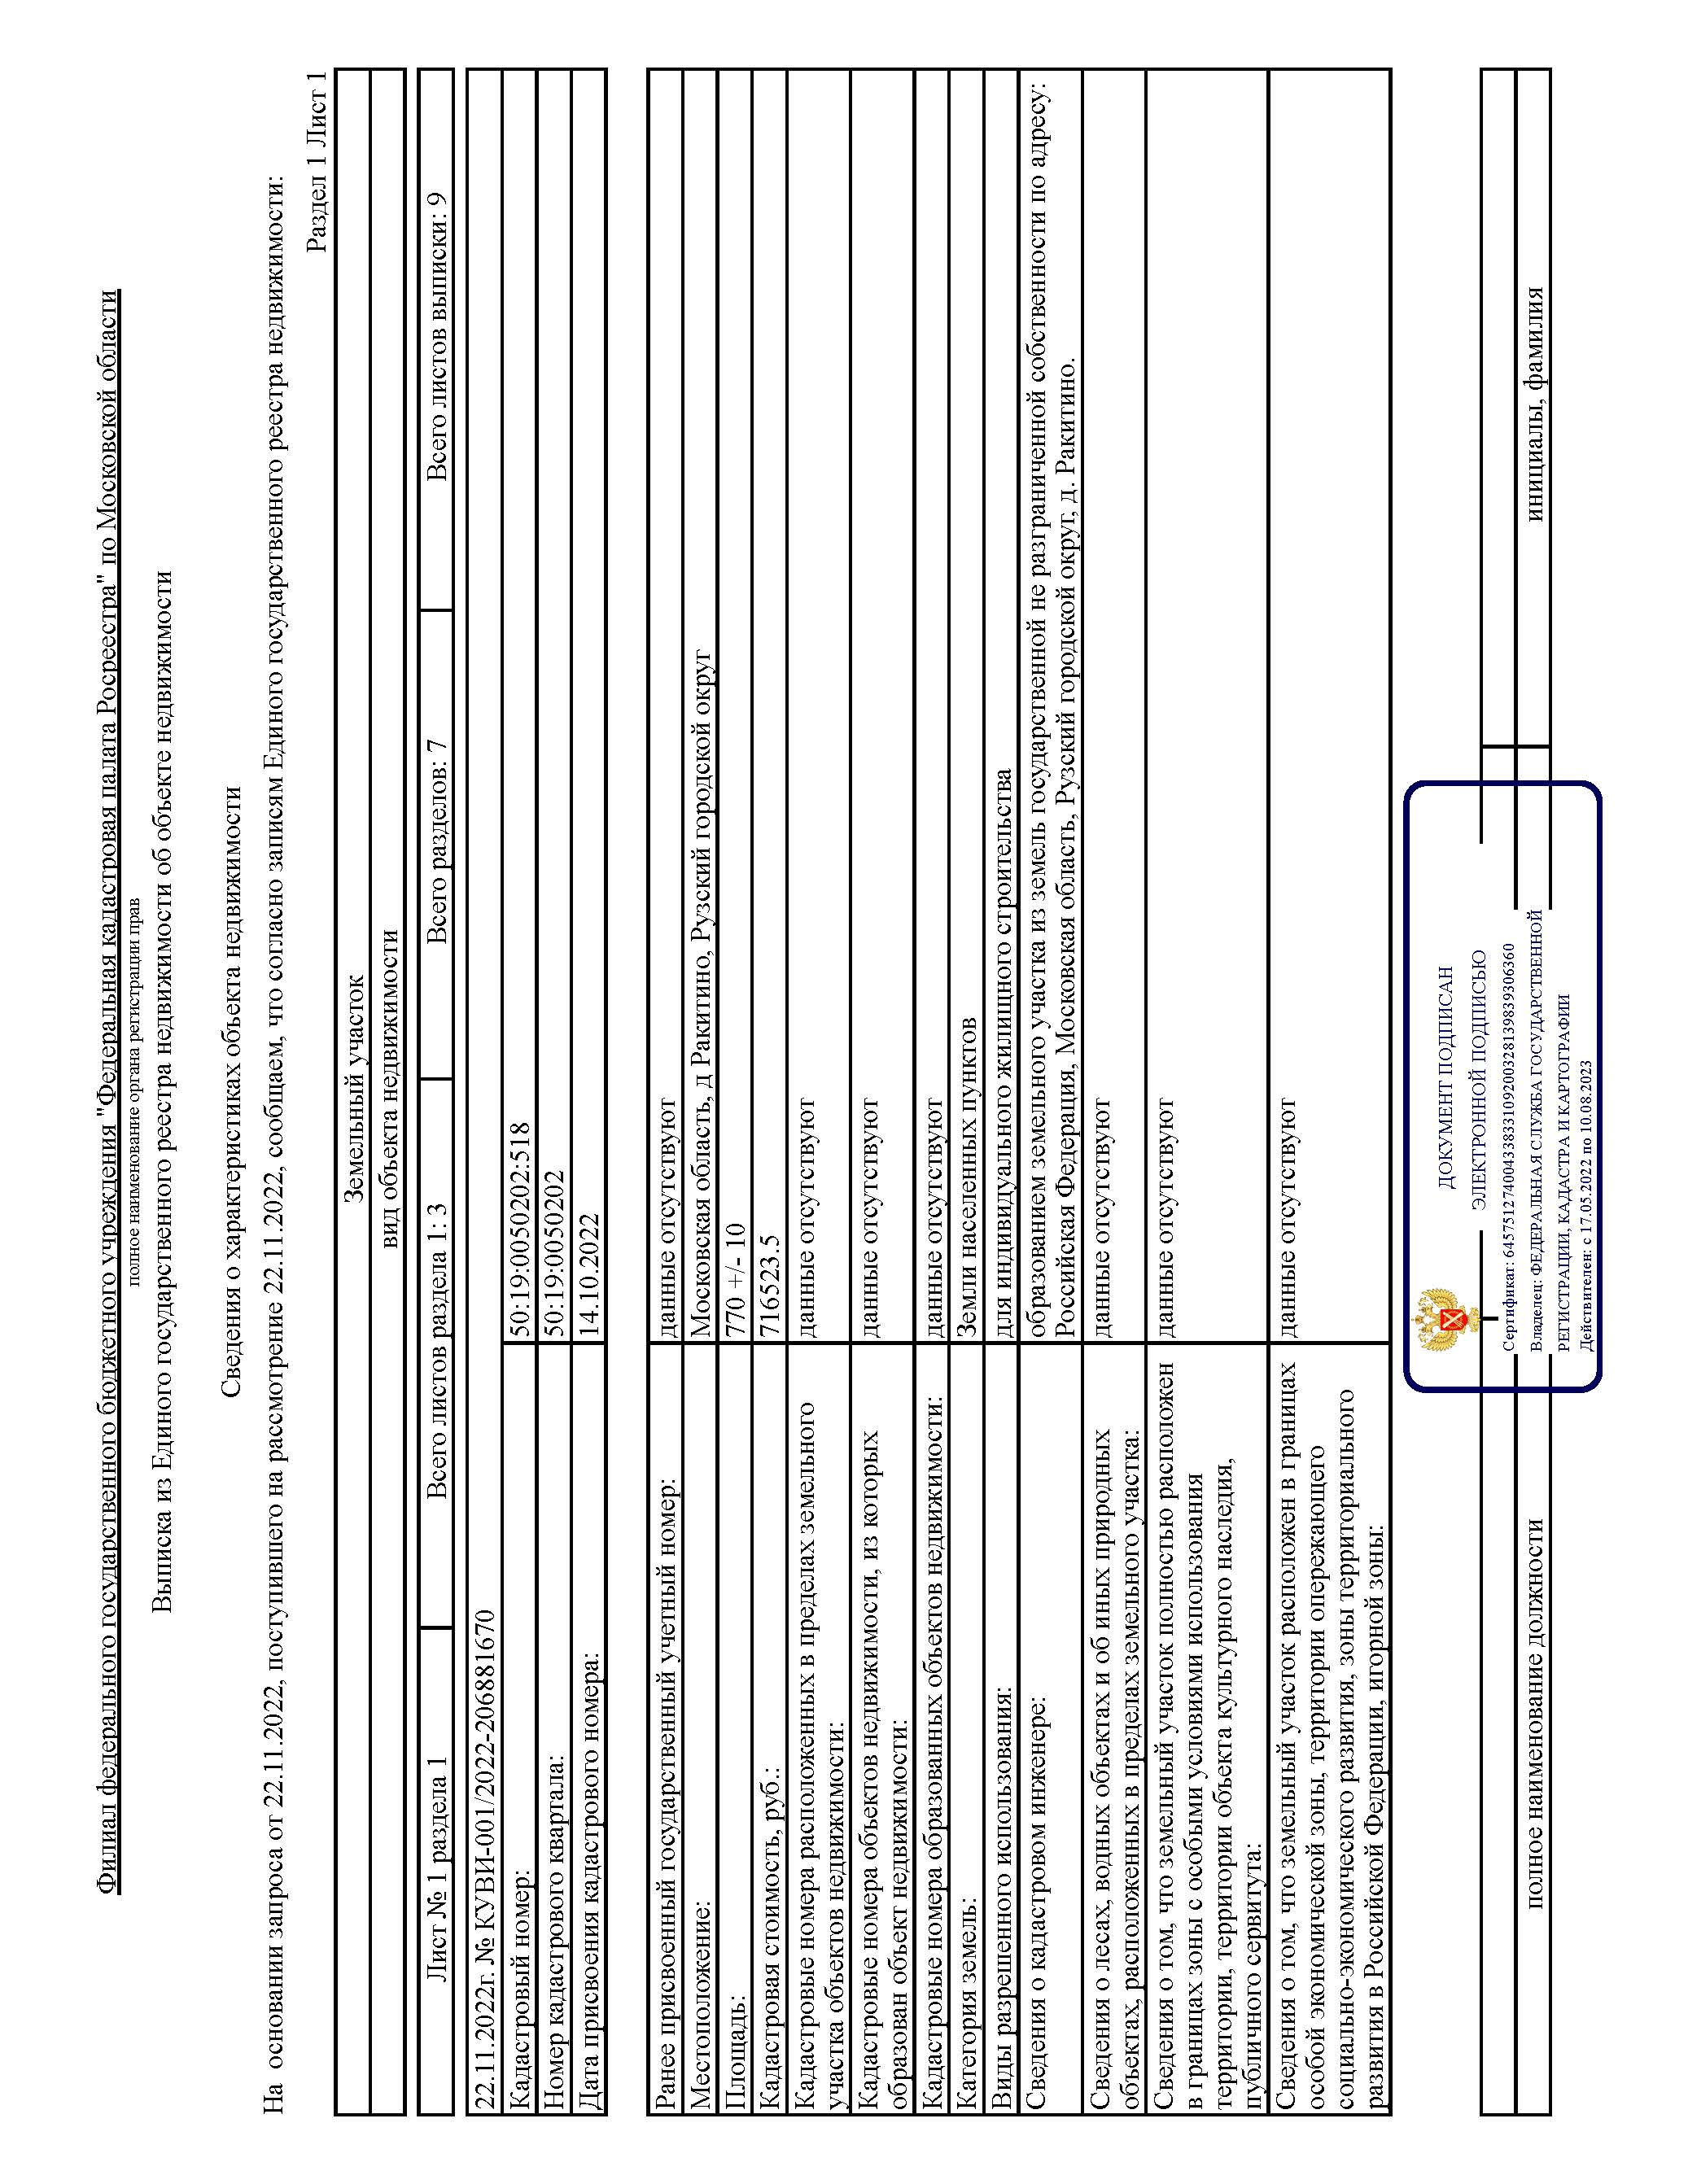 Филиал федерального государственного бюджетного учреждения "Федеральная кадастровая палата Росреестра" по Московской области
полное наименование органа регистрации прав
Выписка из Единого государственного реестра недвижимости об объекте недвижимости
Сведения о характеристиках объекта недвижимости
На основании запроса от 22.11.2022, поступившего на рассмотрение 22.11.2022, сообщаем, что согласно записям Единого государственного реестра недвижимости:
Раздел 1 Лист 1
Земельный участок
вид объекта недвижимости
Лист № 1 раздела 1 Всего листов раздела 1: 3 Всего разделов: 7 Всего листов выписки: 9
22.11.2022г. № КУВИ-001/2022-206881670
Кадастровый номер: 50:19:0050202:518
Номер кадастрового квартала: 50:19:0050202
Дата присвоения кадастрового номера: 14.10.2022
Ранее присвоенный государственный учетный номер: данные отсутствуют
Местоположение: Московская область, д Ракитино, Рузский городской округ
Площадь: 770 +/- 10
Кадастровая стоимость, руб.: 716523.5
Кадастровые номера расположенных в пределах земельного данные отсутствуют
участка объектов недвижимости:
Кадастровые номера объектов недвижимости, из которых данные отсутствуют
образован объект недвижимости:
Кадастровые номера образованных объектов недвижимости: данные отсутствуют
Категория земель: Земли населенных пунктов
Виды разрешенного использования: для индивидуального жилищного строительства
Сведения о кадастровом инженере: образованием земельного участка из земель государственной не разграниченной собственности по адресу:
Российская Федерация, Московская область, Рузский городской округ, д. Ракитино.
Сведения о лесах, водных объектах и об иных природных данные отсутствуют
объектах, расположенных в пределах земельного участка:
Сведения о том, что земельный участок полностью расположен данные отсутствуют
в границах зоны с особыми условиями использования
территории, территории объекта культурного наследия,
публичного сервитута:
Сведения о том, что земельный участок расположен в границах данные отсутствуют
особой экономической зоны, территории опережающего
социально-экономического развития, зоны территориального
развития в Российской Федерации, игорной зоны:
ДОКУМЕНТ ПОДПИСАН
ЭЛЕКТРОННОЙ ПОДПИСЬЮ
Сертификат: 64575127400433833109200328139839306360
Владелец: ФЕДЕРАЛЬНАЯ СЛУЖБА ГОСУДАРСТВЕННОЙ
РЕГИСТРАЦИИ, КАДАСТРА И КАРТОГРАФИИ
Действителен: с 17.05.2022 по 10.08.2023
полное наименование должности инициалы, фамилия